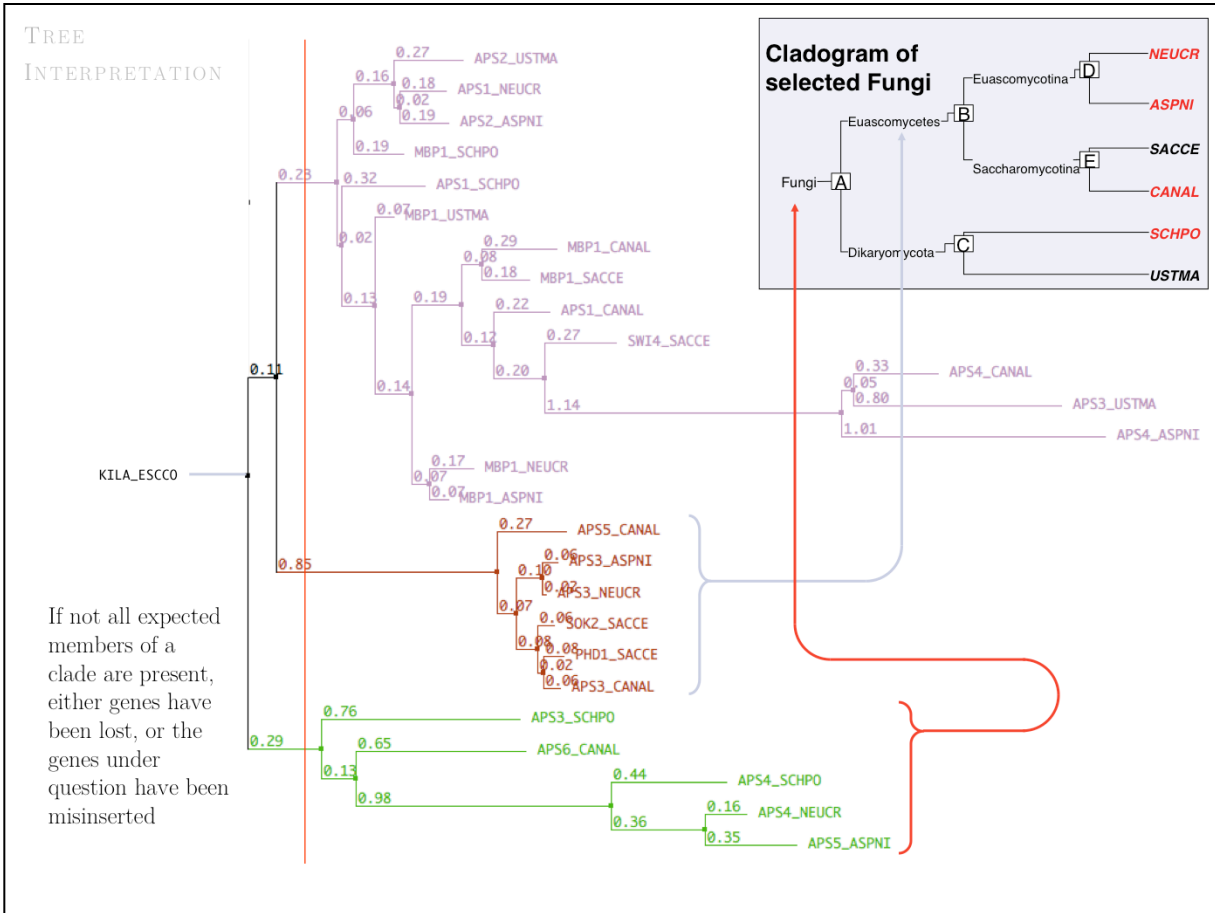 TREE
INTERPRETATION
Cladogram of
selected Fungi
NEUCR
Euascomycotina
D
ASPNI
Euascomycetes
B
SACCE
Saccharomycotina
E
CANAL
Fungi
A
SCHPO
Dikaryomycota
C
USTMA
0.27
APS2_USTMA
0.16
0.18
APS1_NEUCR
0.02
0.19
APS2_ASPNI
0.06
0.19
MBP1_SCHPO
0.23
0.32
APS1_SCHPO
0.07
MBP1_USTMA
0.02
0.29
MBP1_CANAL
0.08
0.18
MBP1_SACCE
0.13
0.19
0.22
APS1_CANAL
0.12
0.27
SWI4_SACCE
0.20
0.33
APS4_CANAL
0.05
0.80
APS3_USTMA
0.11
0.14
1.14
1.01
APS4_ASPNI
0.17
MBP1_NEUCR
0.07
0.07
MBP1_ASPNI
KILA_ESCCO
0.27
APS5_CANAL
0.06
APS3_ASPNI
0.85
0.10
0.02
APS3_NEUCR
0.07
0.06
SOK2_SACCE
0.08
0.08
PHD1_SACCE
0.02
0.06
APS3_CANAL
0.76
APS3_SCHPO
0.29
0.65
APS6_CANAL
0.13
0.44
APS4_SCHPO
0.98
0.16
APS4_NEUCR
0.36
0.35
APS5_ASPNI
If not all expected
members of a
clade are present,
either genes have
been lost, or the
genes under
question have been
misinserted